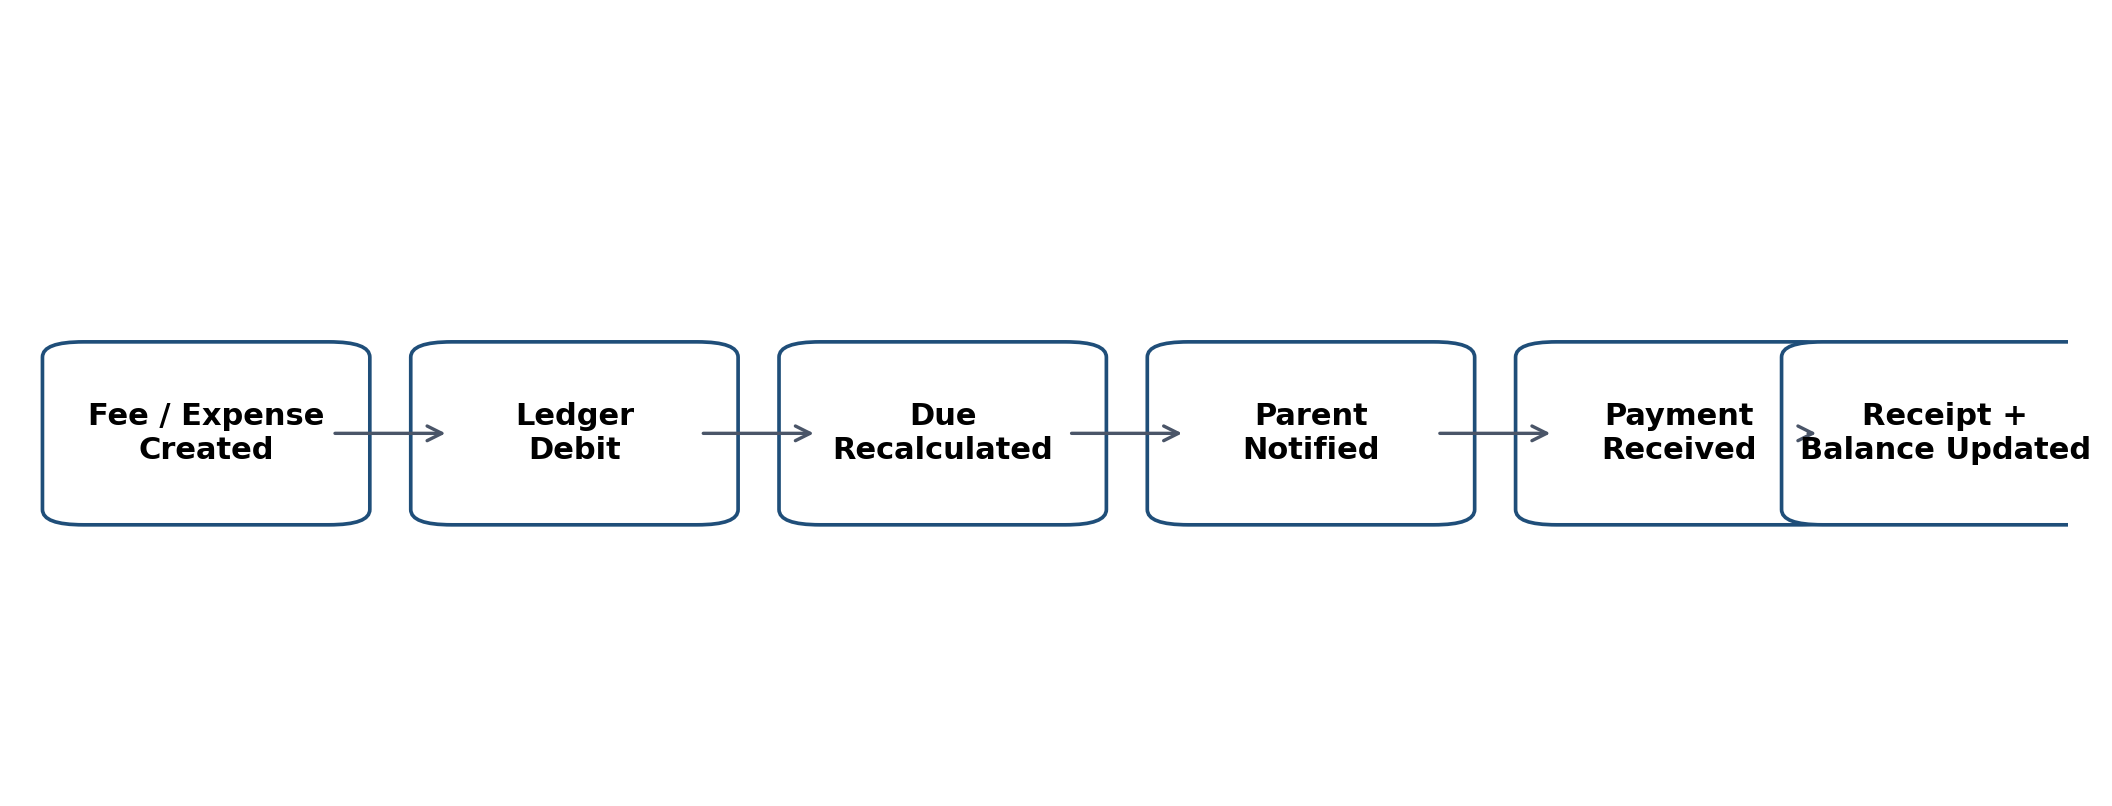 Fee / Expense
Created
Ledger
Debit
Due
Recalculated
Parent
Notified
Payment
Received
Receipt +
Balance Updated